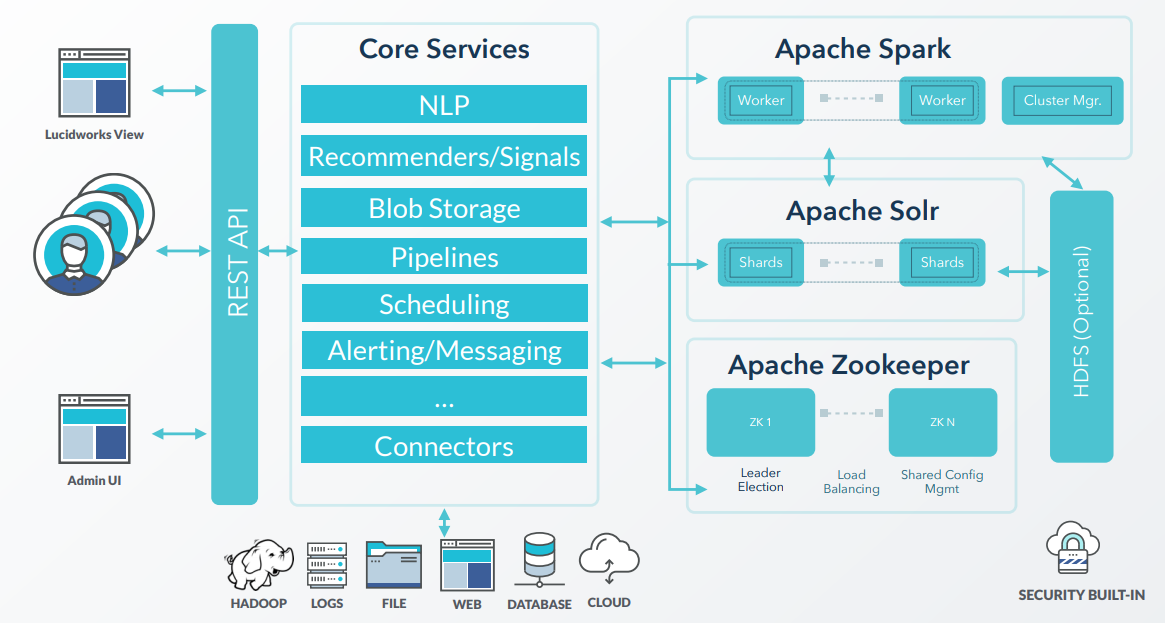 Lucidworks View
Admin UI
REST API
Core Services
NLP
Recommenders/Signals
Blob Storage
Pipelines
Scheduling
Alerting/Messaging
...
Connectors
Apache Spark
Worker
Worker
Cluster Mgr.
Apache Solr
Shards
Shards
HDFS (Optional)
Apache Zookeeper
ZK 1
ZK N
Leader
Election
Load
Balancing
Shared Config
Mgmt
HADOOP
LOGS
FILE
WEB
DATABASE
CLOUD
SECURITY BUILT-IN